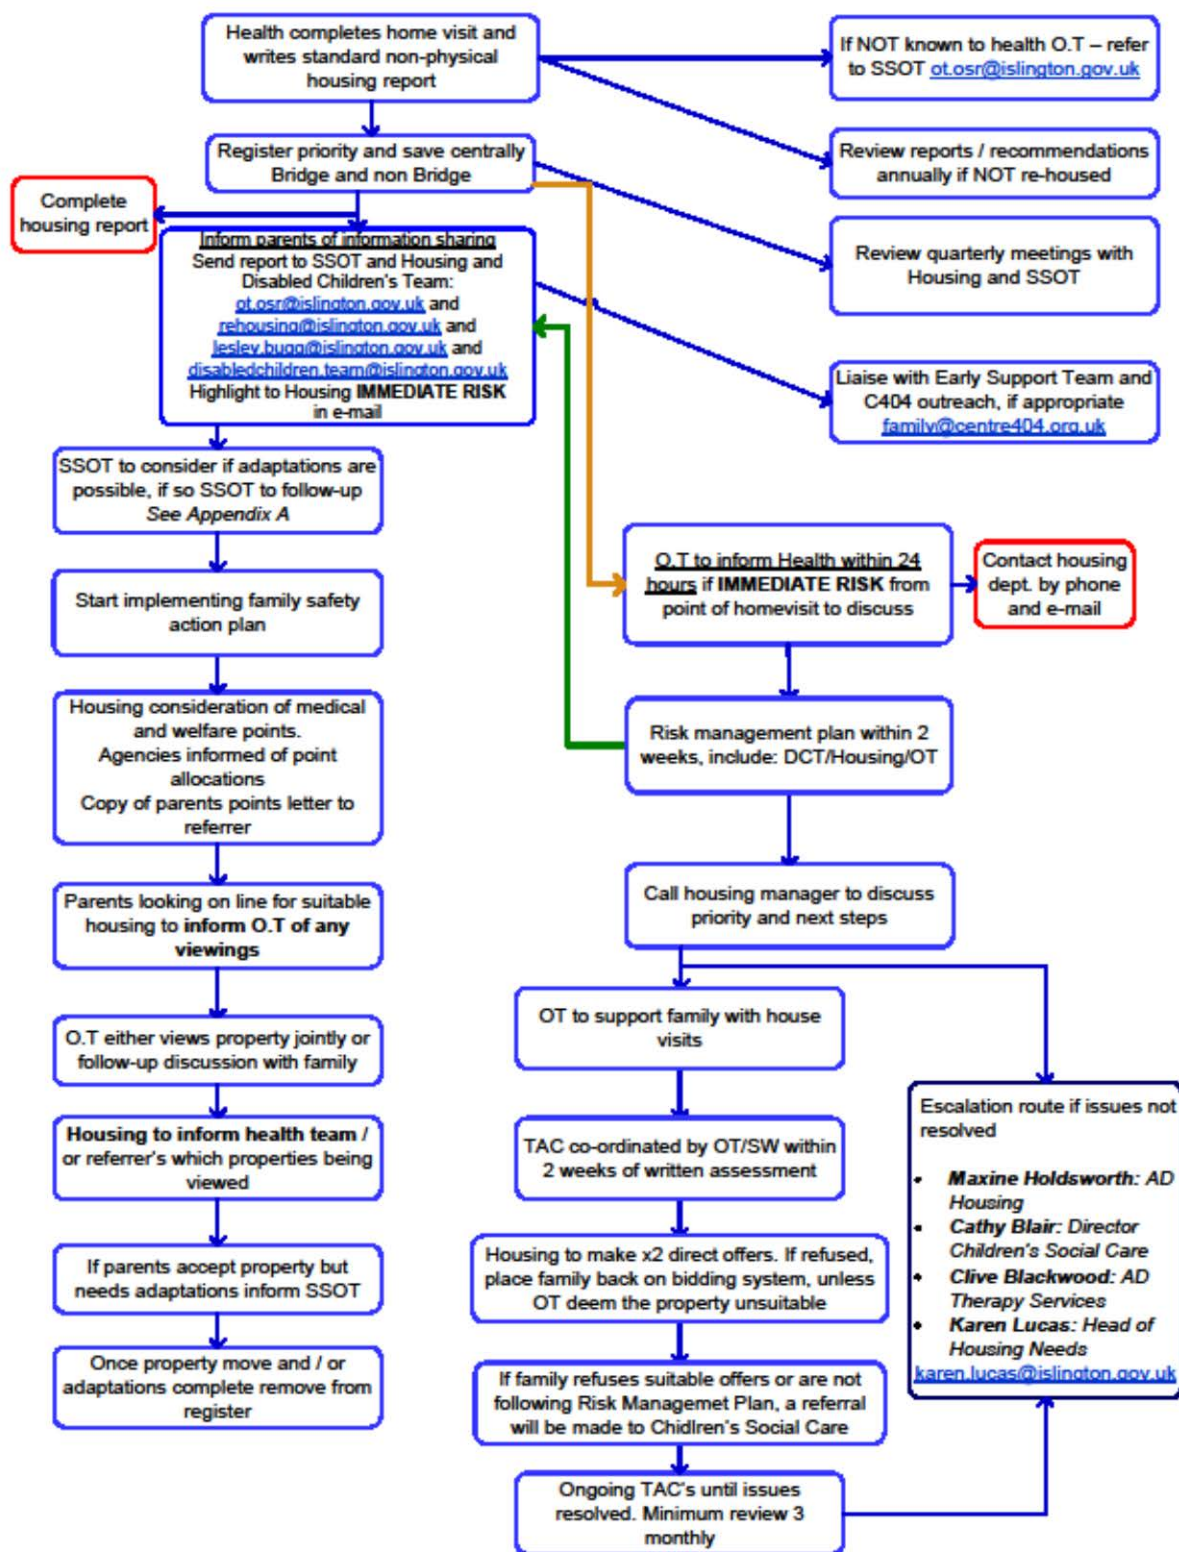 Health completes home visit and
writes standard non-physical
housing report
If NOT known to health O.T – refer
to SSOT ot.osr@islington.gov.uk
Register priority and save centrally
Bridge and non Bridge
Review reports / recommendations
annually if NOT re-housed
Complete
housing report
Inform parents of information sharing
Send report to SSOT and Housing and
Disabled Children's Team:
ot.osr@islington.gov.uk and
rehousing@islington.gov.uk and
lesley.bugg@islington.gov.uk and
disabledchildren.team@islington.gov.uk
Highlight to Housing IMMEDIATE RISK
in e-mail
Review quarterly meetings with
Housing and SSOT
Liaise with Early Support Team and
C404 outreach, if appropriate
family@centre404.org.uk
SSOT to consider if adaptations are
possible, if so SSOT to follow-up
See Appendix A
Start implementing family safety
action plan
Housing consideration of medical
and welfare points.
Agencies informed of point
allocations
Copy of parents points letter to
referrer
Parents looking on line for suitable
housing to inform O.T of any
viewings
O.T either views property jointly or
follow-up discussion with family
Housing to inform health team /
or referrer's which properties being
viewed
If parents accept property but
needs adaptations inform SSOT
Once property move and / or
adaptations complete remove from
register
O.T to inform Health within 24
hours if IMMEDIATE RISK from
point of homevisit to discuss
Contact housing
dept. by phone
and e-mail
Risk management plan within 2
weeks, include: DCT/Housing/OT
Call housing manager to discuss
priority and next steps
OT to support family with house
visits
TAC co-ordinated by OT/SW within
2 weeks of written assessment
Housing to make x2 direct offers. If refused,
place family back on bidding system, unless
OT deem the property unsuitable
If family refuses suitable offers or are not
following Risk Managemet Plan, a referral
will be made to Chidlren's Social Care
Ongoing TAC's until issues
resolved. Minimum review 3
monthly
Escalation route if issues not
resolved
• Maxine Holdsworth: AD
Housing
• Cathy Blair: Director
Children's Social Care
• Clive Blackwood: AD
Therapy Services
• Karen Lucas: Head of
Housing Needs
karen.lucas@islington.gov.uk